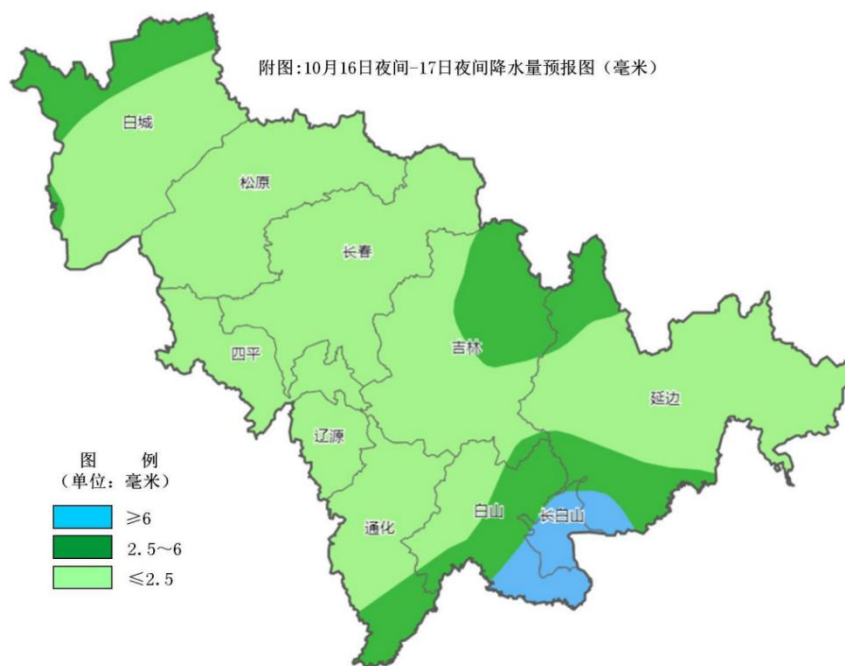 附图:10月16日夜间-17日夜间降水量预报图(毫米)
白城
松原
长春
吉林
四平
延边
辽源
白山
长白山
通化
图 例
(单位: 毫米)
≥6
2.5~6
≤2.5